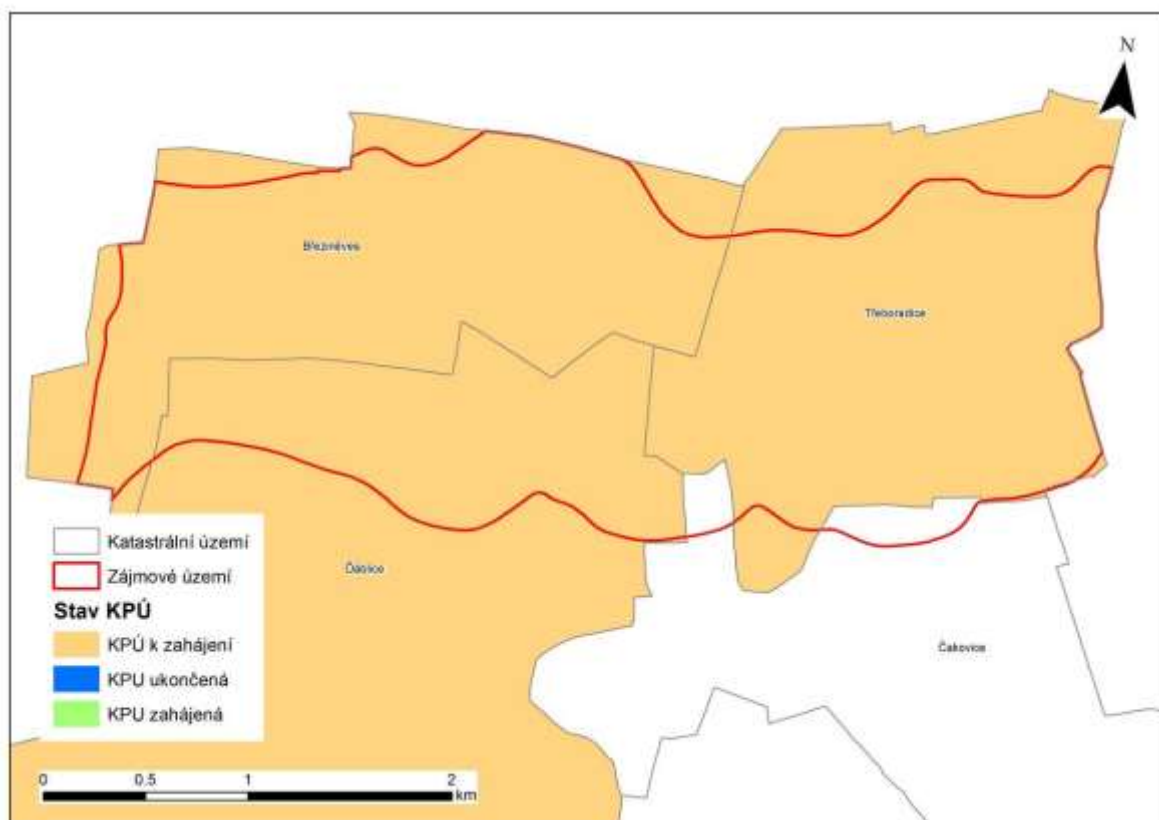 N
Březiněves
Třeboradice
Ďáblice
Čakovice
Katastrální území
Zájmové území
Stav KPÚ
KPÚ k zahájení
KPU ukončená
KPU zahájená
0 0.5 1 2
km